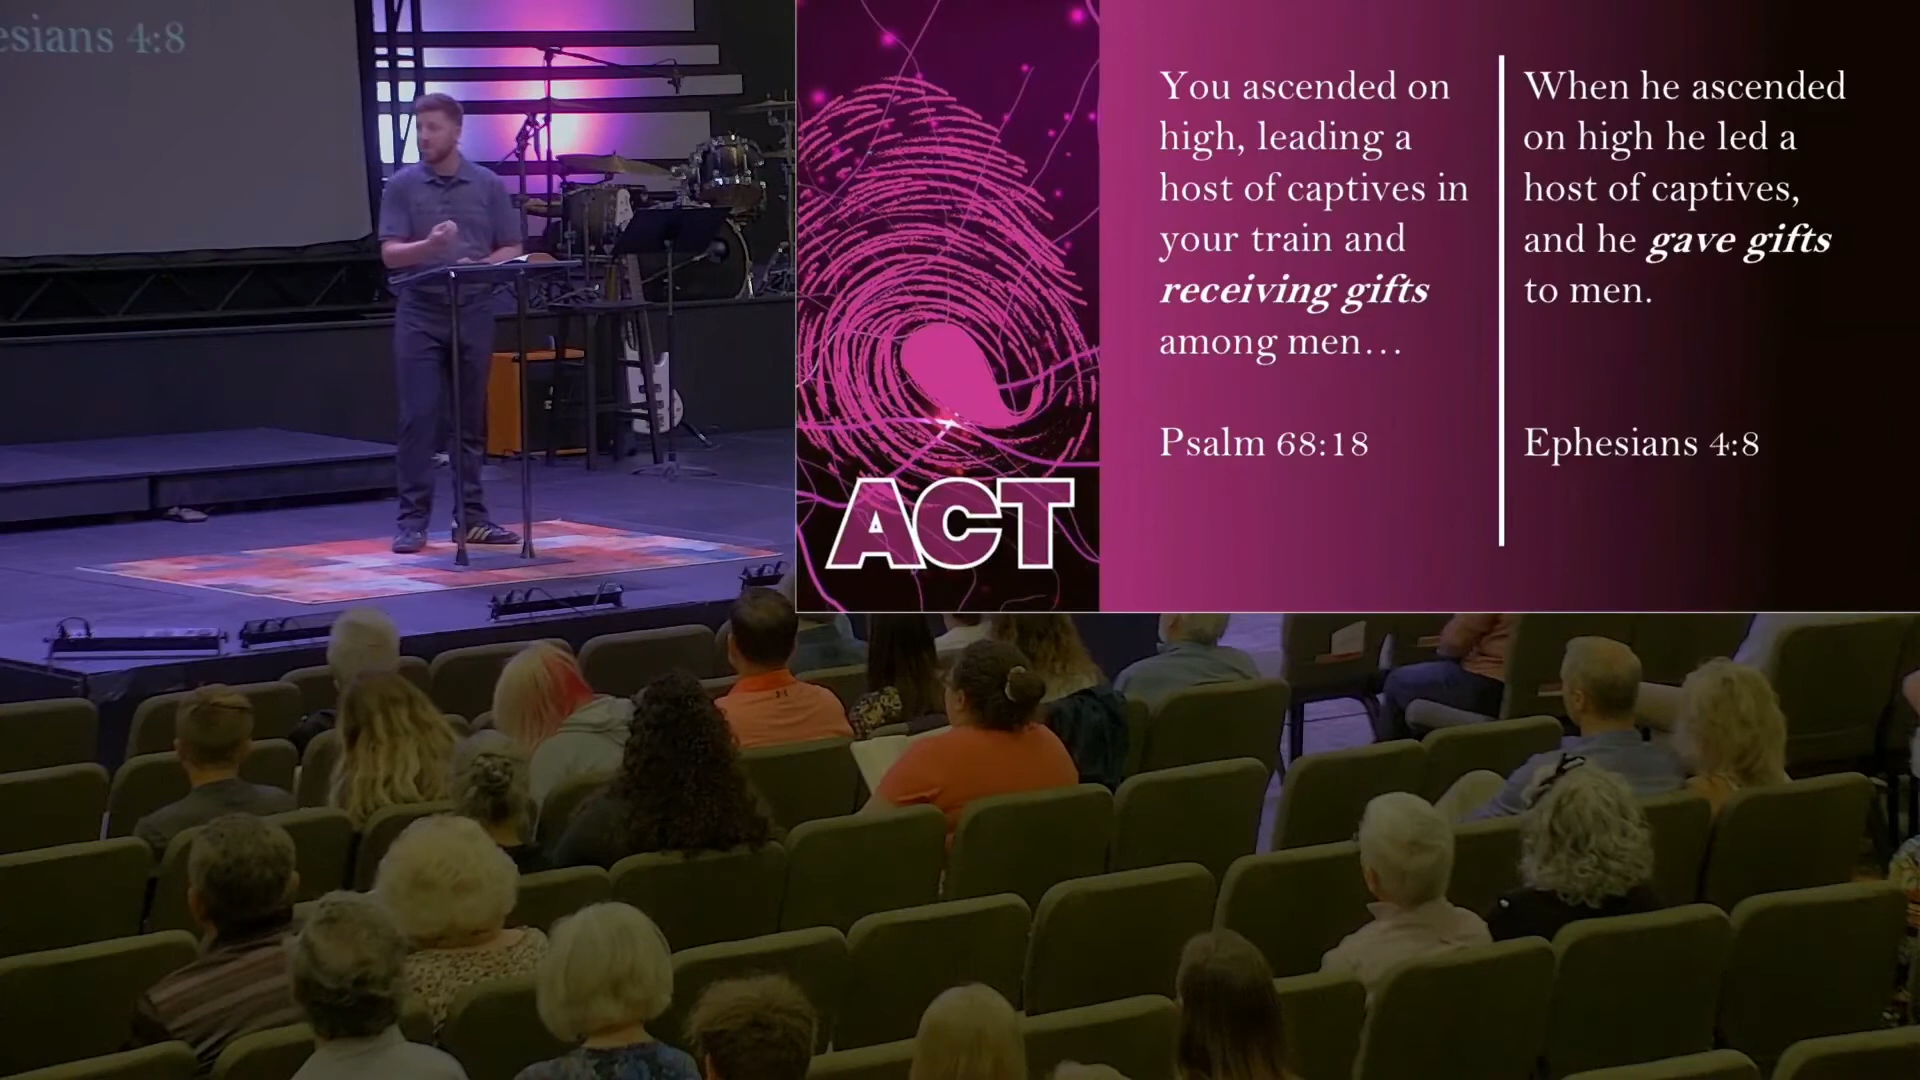 esians 4:8
ACT
You ascended on
high, leading a
host of captives in
your train and
receiving gifts
among men…
Psalm 68:18
When he ascended
on high he led a
host of captives,
and he gave gifts
to men.
Ephesians 4:8